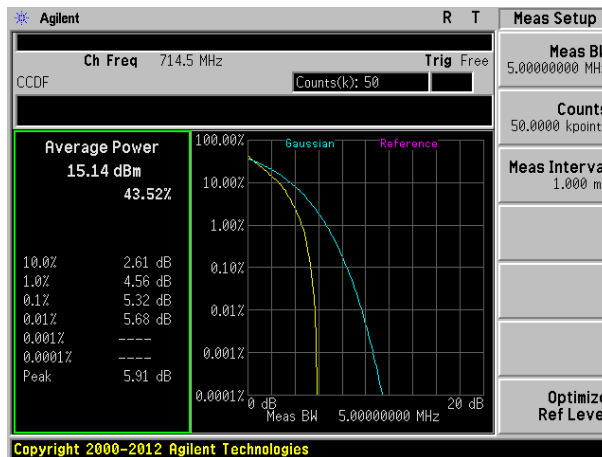 Agilent R T Meas Setup
Ch Freq 714.5 MHz Trig Free
CCDF Counts(k): 50
Meas B
5.00000000 MH
Counts
50.0000 kpoint
Meas Interva
1.000 m
Optimize
Ref Leve
Average Power
15.14 dBm
43.52%
10.0% 2.61 dB
1.0% 4.56 dB
0.1% 5.32 dB
0.01% 5.68 dB
0.001% ----
0.0001% ----
Peak 5.91 dB
Gaussian Reference
100.00%
10.00%
1.00%
0.10%
0.01%
0.001%
0.0001%
0 dB 20 dB
Meas BW 5.00000000 MHz
Copyright 2000-2012 Agilent Technologies